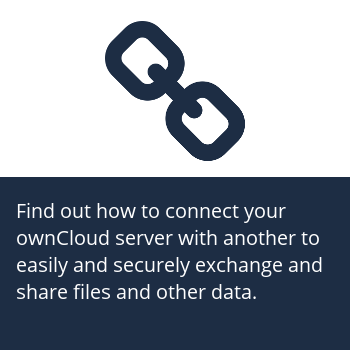 Find out how to connect your
ownCloud server with another to
easily and securely exchange and
share files and other data.